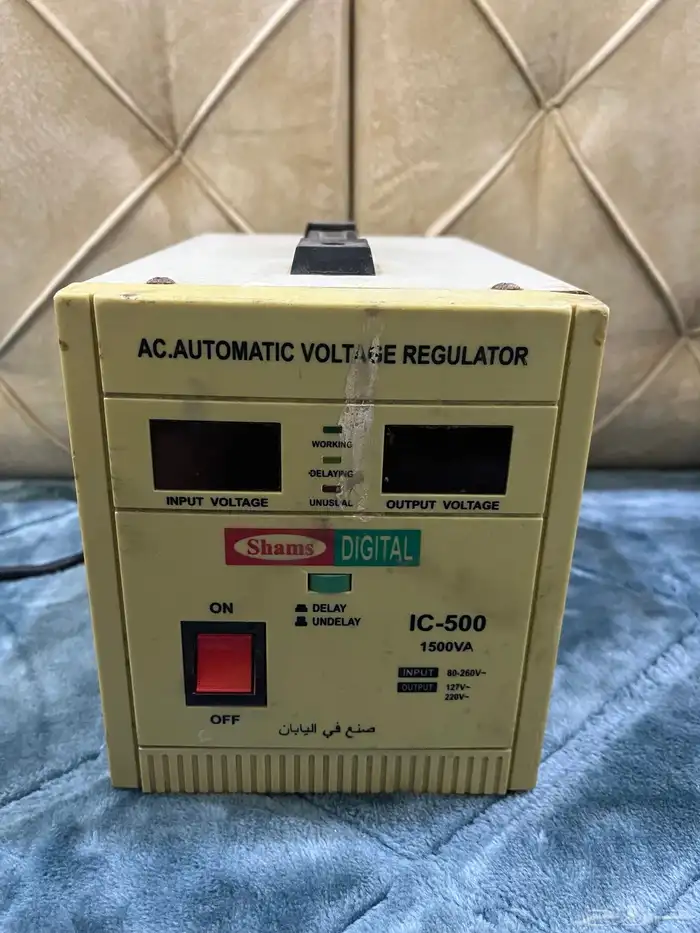 AC.AUTOMATIC VOLTAGE REGULATOR
WORKING
DELAYING
UNUSUAL
INPUT VOLTAGE
OUTPUT VOLTAGE
Shams DIGITAL
DELAY
UNDELAY
ON
OFF
IC-500
1500VA
INPUT 80-260V~
OUTPUT 127V~
220V~
صنع في اليابان